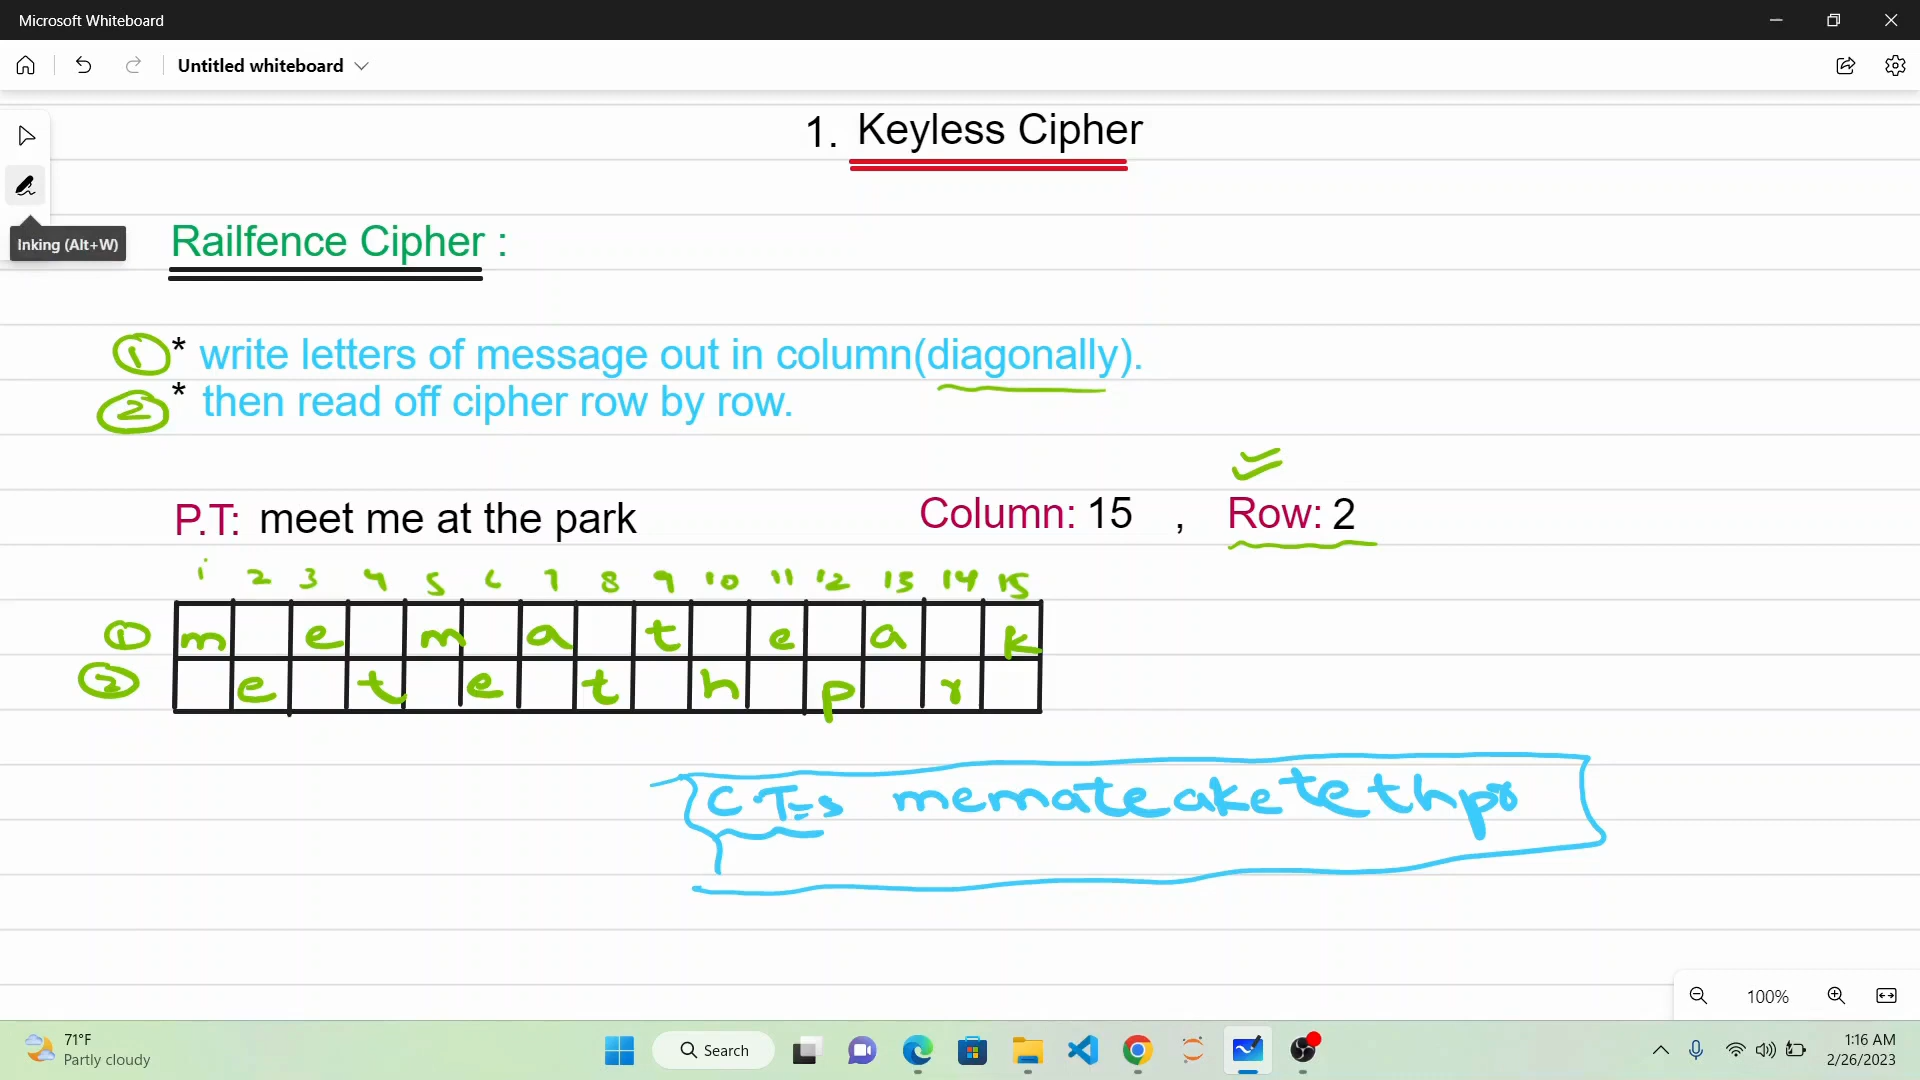 Microsoft Whiteboard
Untitled whiteboard
1. Keyless Cipher
Inking (Alt+W)
Railfence Cipher :
1 * write letters of message out in column(diagonally).
2 * then read off cipher row by row.
P.T: meet me at the park Column: 15 , Row: 2
1 2 3 4 5 6 7 8 9 10 11 12 13 14 15
1 m e m a t e a k
2 e t e t h p r
C.T=s memateaketethpr
100%
71°F
Partly cloudy
Search
1:16 AM
2/26/2023